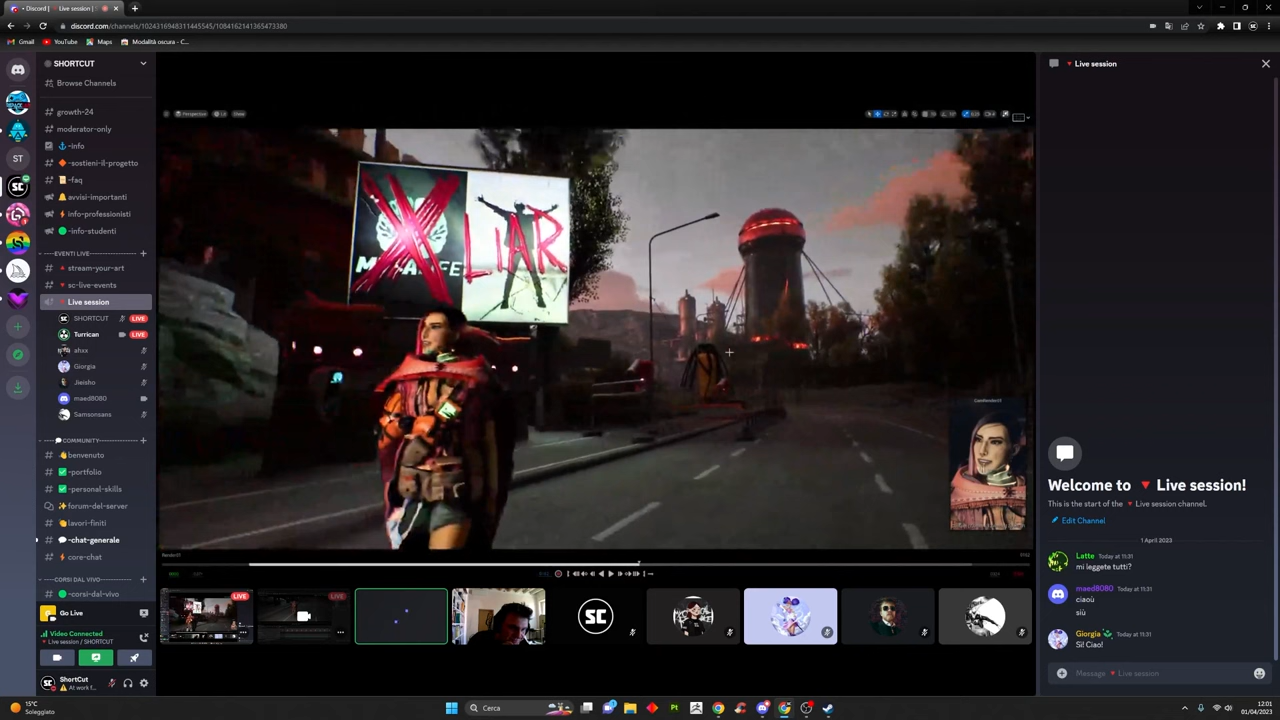 Discord | Live session | S
discord.com/channels/1024316948311445545/1084162141365473380
Gmail
YouTube
Maps
Modalità oscura - C...
SHORTCUT
Browse Channels
growth-24
moderator-only
-info
-sostieni-il-progetto
-faq
avvisi-importanti
info-professionisti
-info-studenti
EVENTI LIVE
stream-your-art
sc-live-events
Live session
SHORTCUT LIVE
Turrican LIVE
ahxx
Giorgia
Jieisho
maed8080
Samsonsans
COMMUNITY
benvenuto
-portfolio
-personal-skills
forum-del-server
lavori-finiti
-chat-generale
core-chat
CORSI DAL VIVO
-corsi-dal-vivo
Go Live
Video Connected
Live session / SHORTCUT
ShortCut
At work f...
Perspective
Lit
Show
LIAR
LIVE
LIVE
SC
Live session
Welcome to Live session!
This is the start of the Live session channel.
Edit Channel
1 April 2023
Latte Today at 11:31
mi leggete tutti?
maed8080 Today at 11:31
ciaoù
siù
Giorgia Today at 11:31
Si! Ciao!
Message Live session
15°C
Soleggiato
Cerca
12:01
01/04/2023